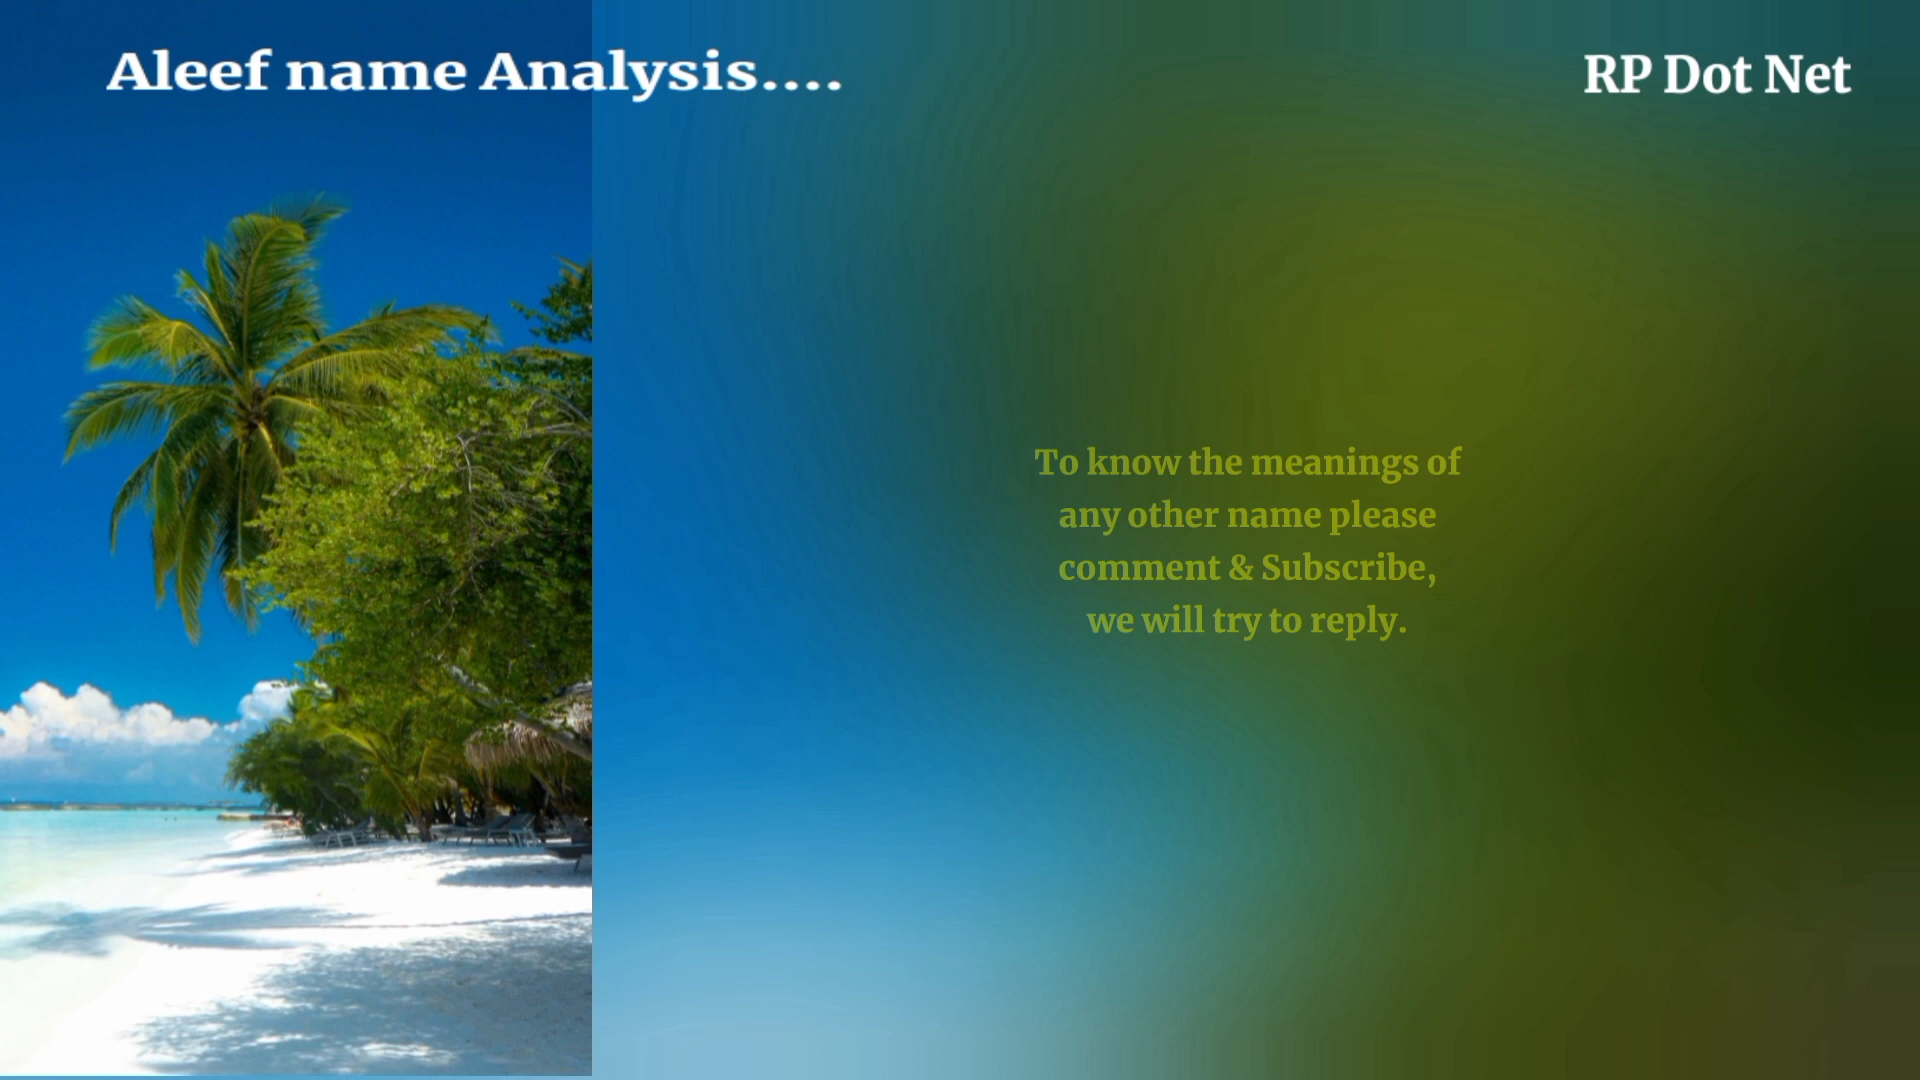 Aleef name Analysis....
RP Dot Net
To know the meanings of
any other name please
comment & Subscribe,
we will try to reply.